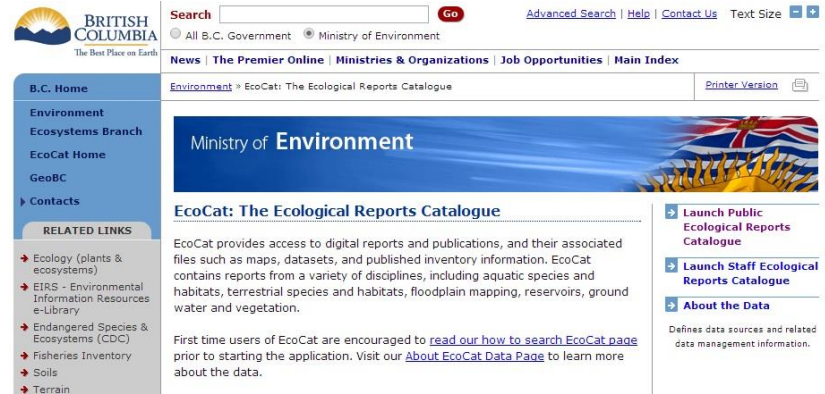 BRITISH
COLUMBIA
The Best Place on Earth
Search
Go
Advanced Search | Help | Contact Us Text Size - +
All B.C. Government Ministry of Environment
News | The Premier Online | Ministries & Organizations | Job Opportunities | Main Index
B.C. Home
Environment
Ecosystems Branch
EcoCat Home
GeoBC
Contacts
RELATED LINKS
Ecology (plants &
ecosystems)
EIRS - Environmental
Information Resources
e-Library
Endangered Species &
Ecosystems (CDC)
Fisheries Inventory
Soils
Terrain
Environment » EcoCat: The Ecological Reports Catalogue
Printer Version
Ministry of Environment
EcoCat: The Ecological Reports Catalogue
EcoCat provides access to digital reports and publications, and their associated
files such as maps, datasets, and published inventory information. EcoCat
contains reports from a variety of disciplines, including aquatic species and
habitats, terrestrial species and habitats, floodplain mapping, reservoirs, ground
water and vegetation.
First time users of EcoCat are encouraged to read our how to search EcoCat page
prior to starting the application. Visit our About EcoCat Data Page to learn more
about the data.
Launch Public
Ecological Reports
Catalogue
Launch Staff Ecological
Reports Catalogue
About the Data
Defines data sources and related
data management information.